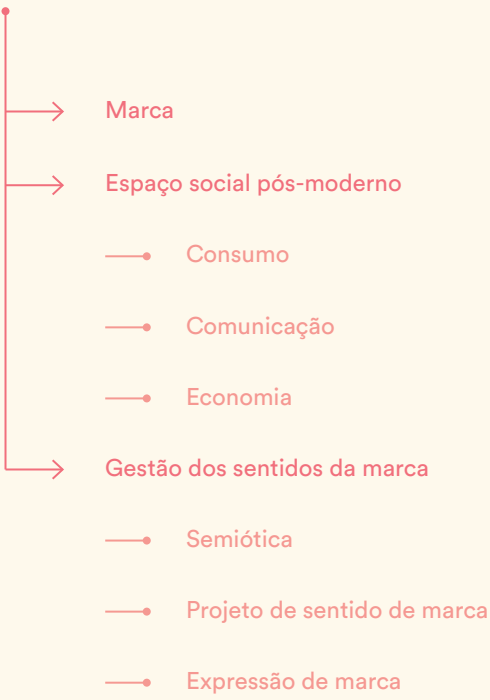 Marca
Espaço social pós-moderno
Consumo
Comunicação
Economia
Gestão dos sentidos da marca
Semiótica
Projeto de sentido de marca
Expressão de marca